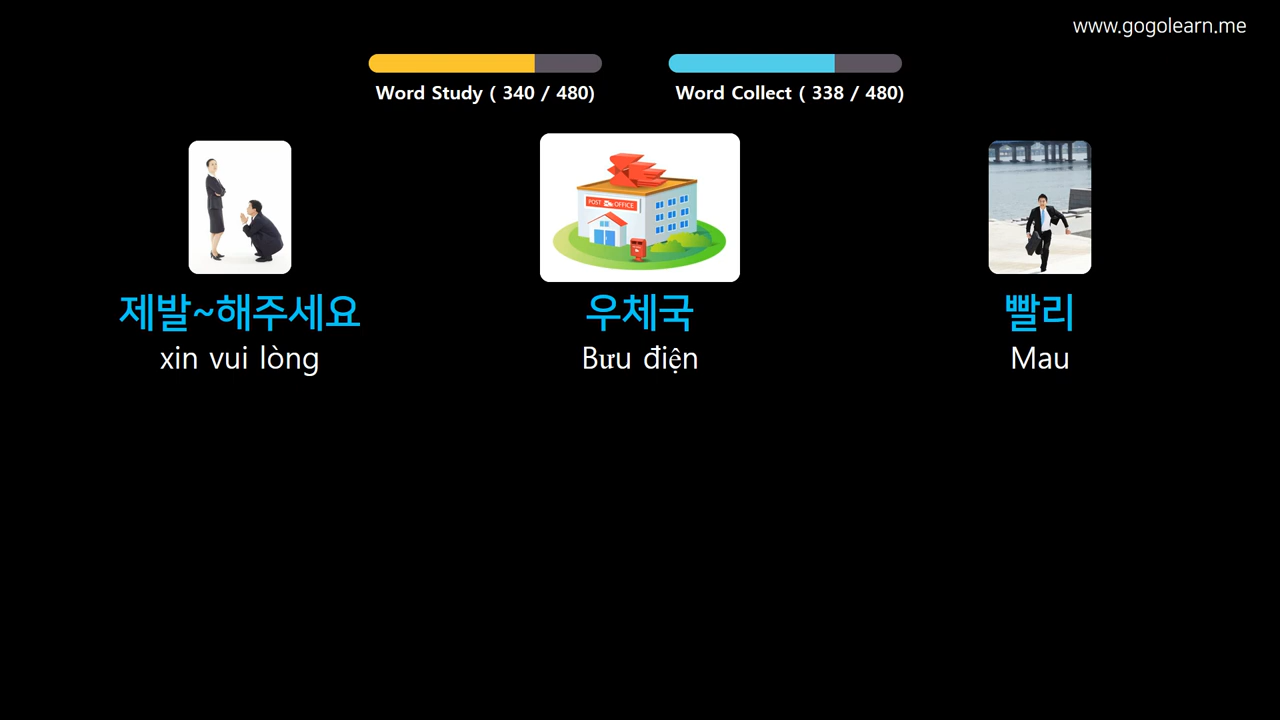 www.gogolearn.me
Word Study ( 340 / 480)
Word Collect ( 338 / 480)
POST OFFICE
제발~해주세요
우체국
빨리
xin vui lòng
Bưu điện
Mau